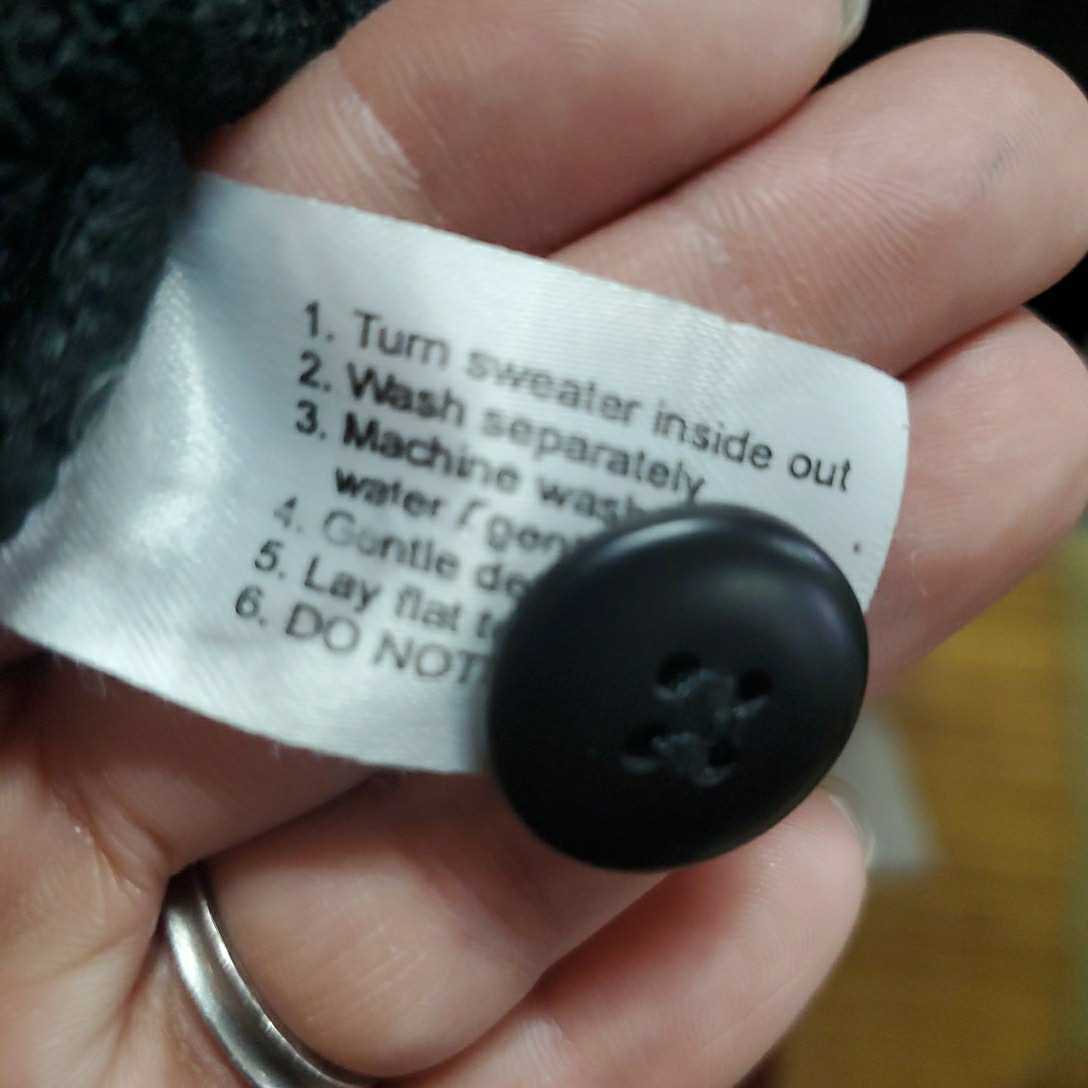 1. Turn sweater inside out
2. Wash separately
3. Machine wash
water / gen
4. Gentle de
5. Lay flat t
6. DO NOT